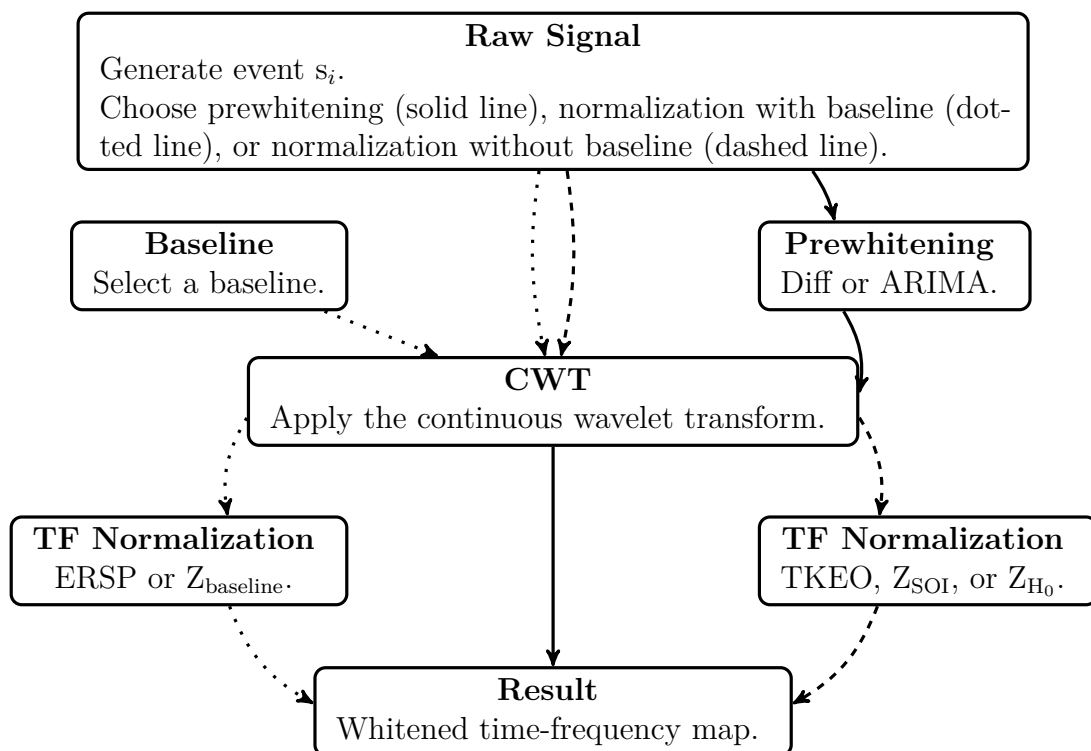 Raw Signal
Generate event s_i.
Choose prewhitening (solid line), normalization with baseline (dot-
ted line), or normalization without baseline (dashed line).
Baseline
Select a baseline.
Prewhitening
Diff or ARIMA.
CWT
Apply the continuous wavelet transform.
TF Normalization
ERSP or Z_baseline.
TF Normalization
TKEO, Z_SOI, or Z_H_0.
Result
Whitened time-frequency map.